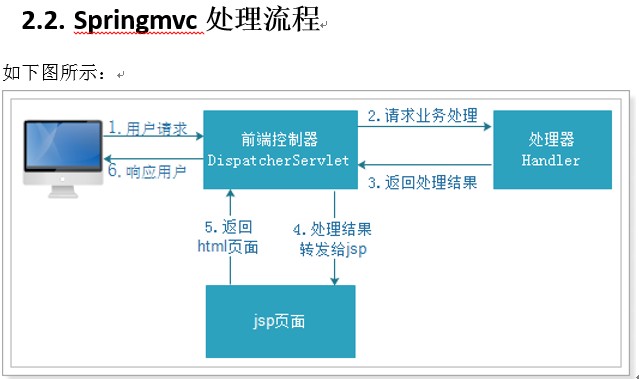 2.2. Springmvc 处理流程
如下图所示：
1.用户请求
6.响应用户
前端控制器
DispatcherServlet
2.请求业务处理
3.返回处理结果
处理器
Handler
5.返回
html页面
4.处理结果
转发给jsp
jsp页面